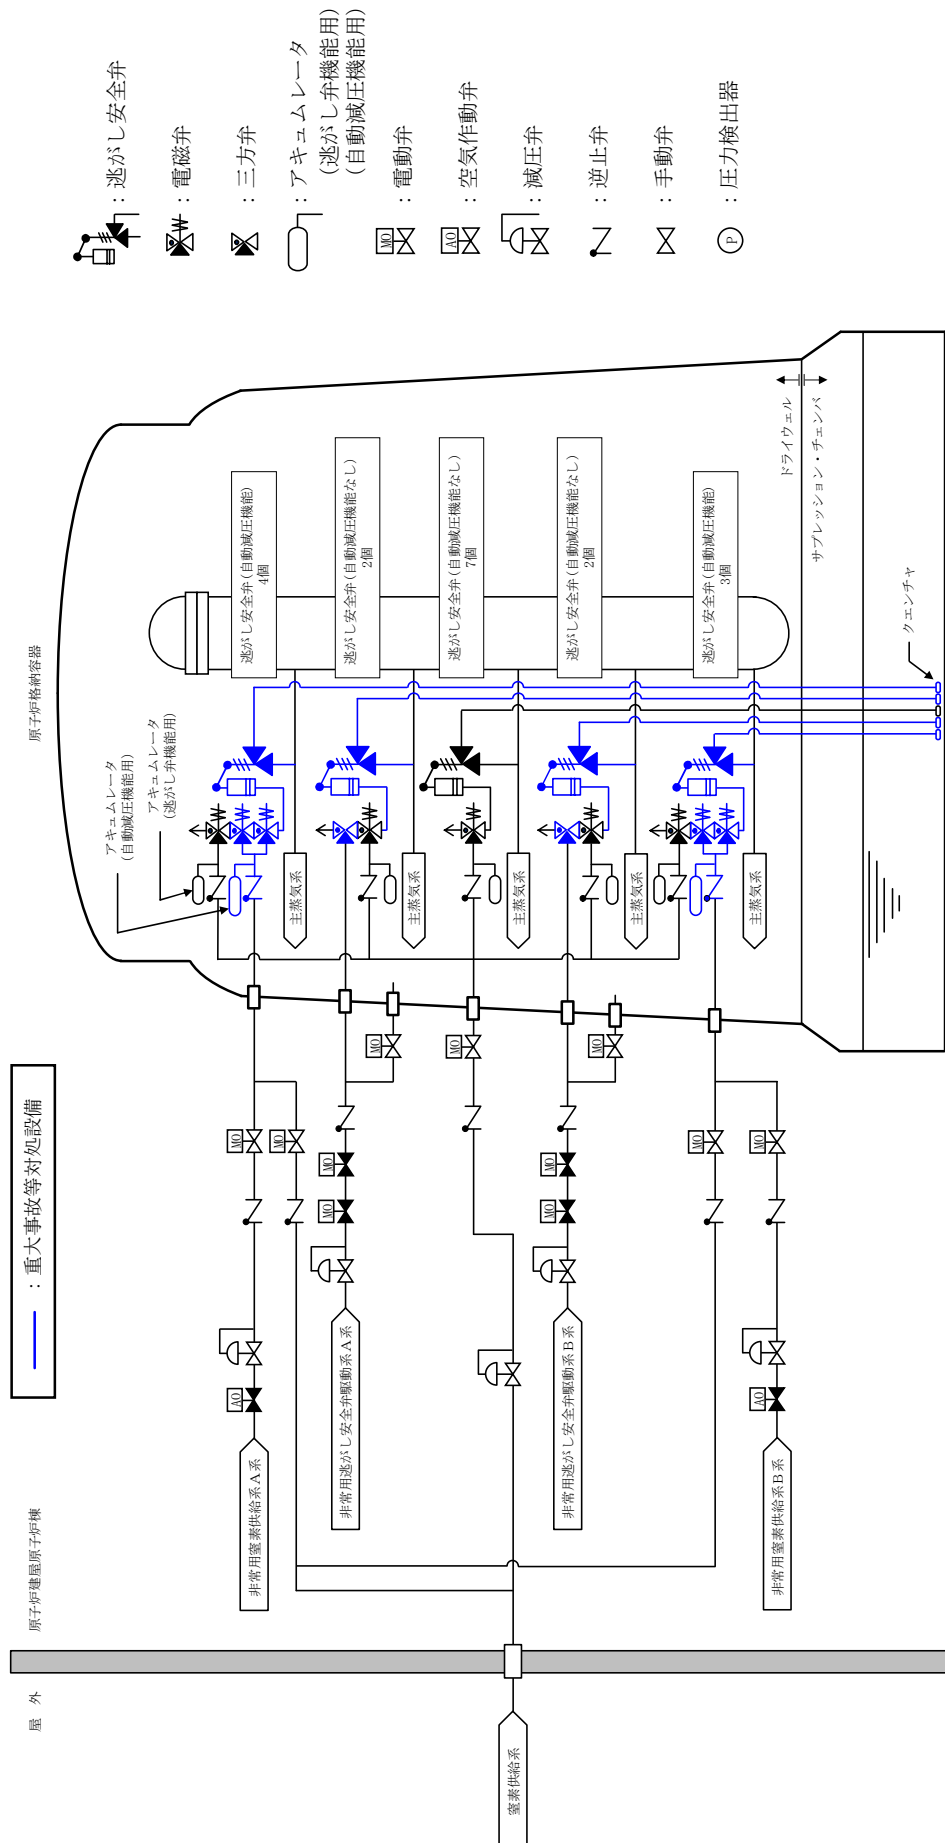 屋 外
原子炉建屋原子炉棟
原子炉格納容器
:重大事故等対処設備
アキュムレータ
(自動減圧機能用)
アキュムレータ
(逃がし弁機能用)
非常用窒素供給系A系
AO
MO
MO
主蒸気系
逃がし安全弁(自動減圧機能)
4個
非常用逃がし安全弁駆動系A系
MO
MO
MO
主蒸気系
逃がし安全弁(自動減圧機能なし)
2個
窒素供給系
MO
主蒸気系
逃がし安全弁(自動減圧機能なし)
7個
非常用逃がし安全弁駆動系B系
MO
MO
MO
主蒸気系
逃がし安全弁(自動減圧機能なし)
2個
非常用窒素供給系B系
AO
MO
MO
主蒸気系
逃がし安全弁(自動減圧機能)
3個
ドライウェル
サプレッション・チェンバ
クエンチャ
:逃がし安全弁
:電磁弁
:三方弁
:アキュムレータ
(逃がし弁機能用)
(自動減圧機能用)
MO
:電動弁
AO
:空気作動弁
:減圧弁
:逆止弁
:手動弁
P
:圧力検出器